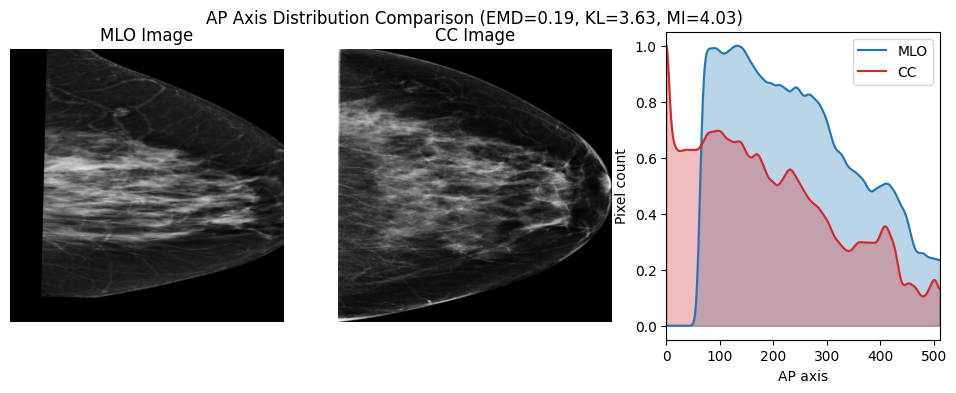 AP Axis Distribution Comparison (EMD=0.19, KL=3.63, MI=4.03)
MLO Image
CC Image
MLO
CC
1.0
0.8
0.6
0.4
0.2
0.0
Pixel count
0 100 200 300 400 500
AP axis